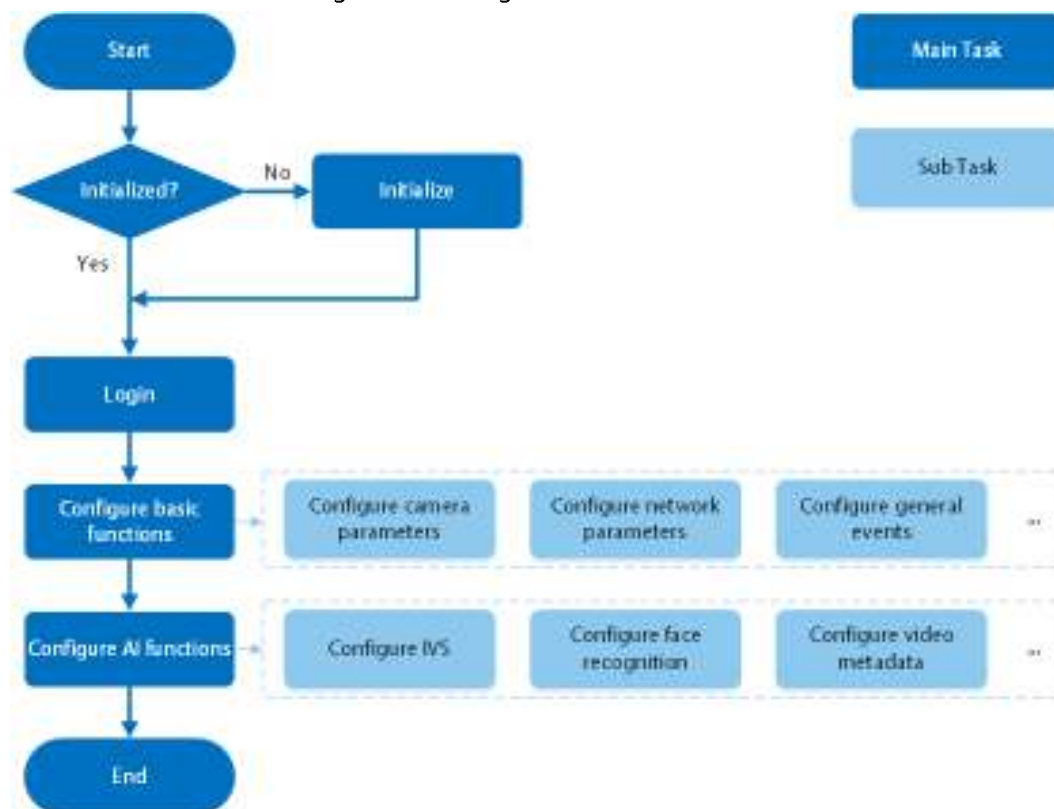 Start
Main Task
No
Initialized?
Initialize
Sub Task
Yes
Login
Configure basic
functions
Configure camera
parameters
Configure network
parameters
Configure general
events
...
Configure AI functions
Configure IVS
Configure face
recognition
Configure video
metadata
...
End